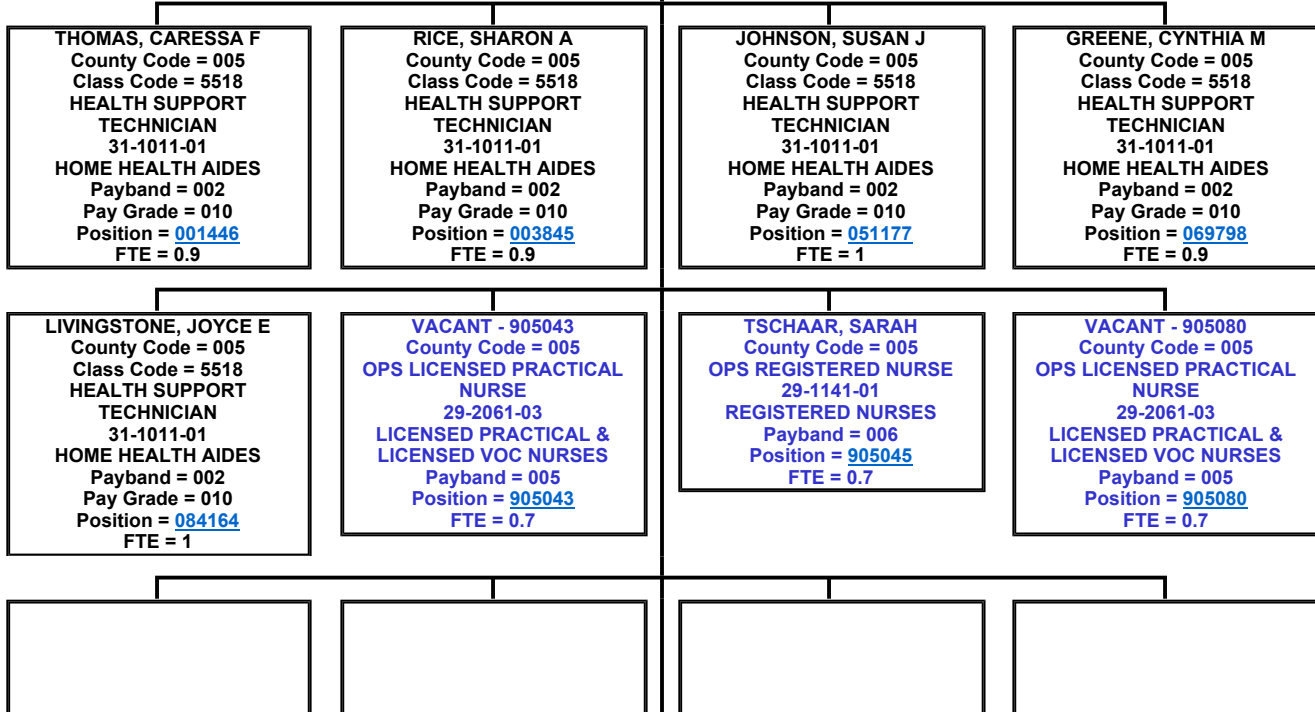 THOMAS, CARESSA F
County Code = 005
Class Code = 5518
HEALTH SUPPORT
TECHNICIAN
31-1011-01
HOME HEALTH AIDES
Payband = 002
Pay Grade = 010
Position = 001446
FTE = 0.9
RICE, SHARON A
County Code = 005
Class Code = 5518
HEALTH SUPPORT
TECHNICIAN
31-1011-01
HOME HEALTH AIDES
Payband = 002
Pay Grade = 010
Position = 003845
FTE = 0.9
JOHNSON, SUSAN J
County Code = 005
Class Code = 5518
HEALTH SUPPORT
TECHNICIAN
31-1011-01
HOME HEALTH AIDES
Payband = 002
Pay Grade = 010
Position = 051177
FTE = 1
GREENE, CYNTHIA M
County Code = 005
Class Code = 5518
HEALTH SUPPORT
TECHNICIAN
31-1011-01
HOME HEALTH AIDES
Payband = 002
Pay Grade = 010
Position = 069798
FTE = 0.9
LIVINGSTONE, JOYCE E
County Code = 005
Class Code = 5518
HEALTH SUPPORT
TECHNICIAN
31-1011-01
HOME HEALTH AIDES
Payband = 002
Pay Grade = 010
Position = 084164
FTE = 1
VACANT - 905043
County Code = 005
OPS LICENSED PRACTICAL
NURSE
29-2061-03
LICENSED PRACTICAL &
LICENSED VOC NURSES
Payband = 005
Position = 905043
FTE = 0.7
TSCHAAR, SARAH
County Code = 005
OPS REGISTERED NURSE
29-1141-01
REGISTERED NURSES
Payband = 006
Position = 905045
FTE = 0.7
VACANT - 905080
County Code = 005
OPS LICENSED PRACTICAL
NURSE
29-2061-03
LICENSED PRACTICAL &
LICENSED VOC NURSES
Payband = 005
Position = 905080
FTE = 0.7